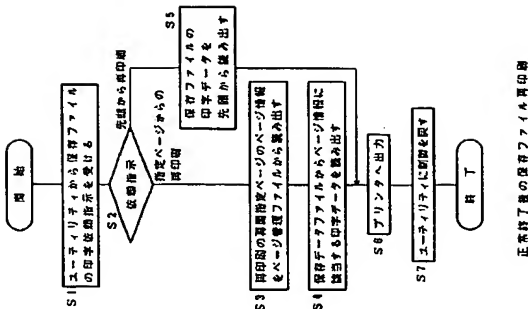 開始
S1
ユーティリティから保存ファイル
の印字依頼指示を受ける
S2
依頼指示
先頭から再印刷
指定ページからの
再印刷
S5
保存ファイルの
印字データを
先頭から読み出す
S3
再印刷の再開指定ページのページ情報
をページ管理ファイルから読み出す
S4
保存データファイルからページ情報に
該当する印字データを読み出す
S6
プリンタへ出力
S7
ユーティリティに制御を戻す
終了
正常終了後の保存ファイル再印刷